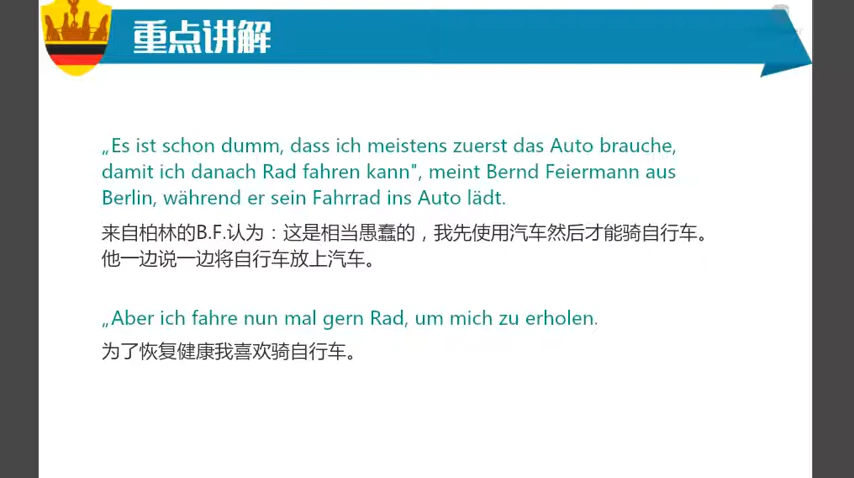 重点讲解
„Es ist schon dumm, dass ich meistens zuerst das Auto brauche,
damit ich danach Rad fahren kann", meint Bernd Feiermann aus
Berlin, während er sein Fahrrad ins Auto lädt.
来自柏林的B.F.认为：这是相当愚蠢的，我先使用汽车然后才能骑自行车。
他一边说一边将自行车放上汽车。
„Aber ich fahre nun mal gern Rad, um mich zu erholen.
为了恢复健康我喜欢骑自行车。